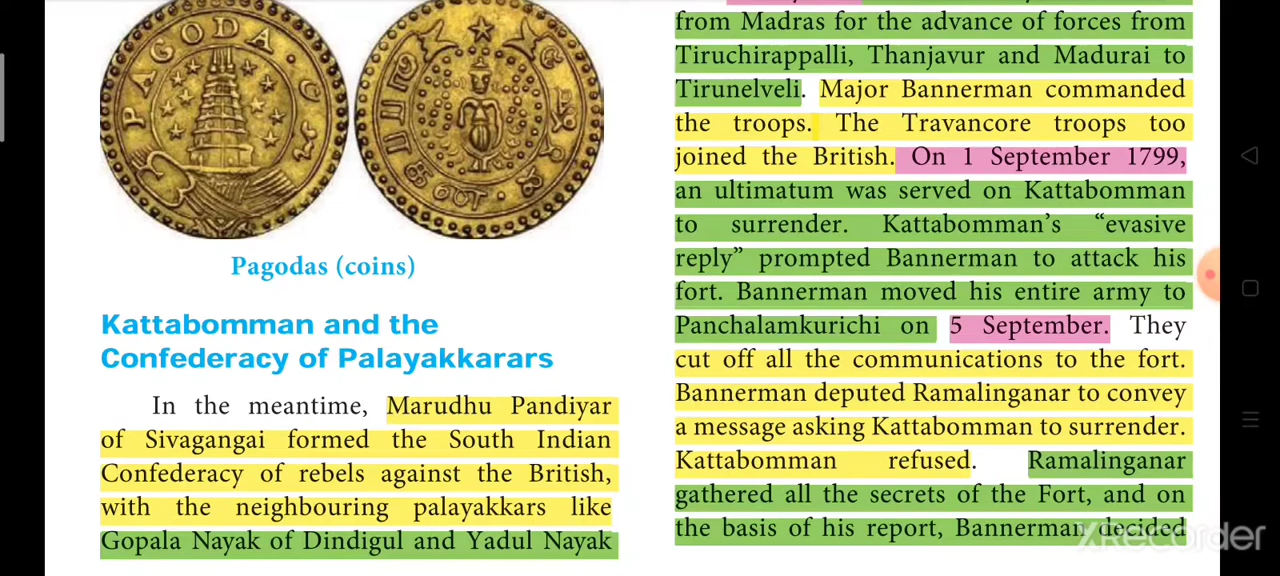 PAGODA
Pagodas (coins)
Kattabomman and the
Confederacy of Palayakkarars
In the meantime, Marudhu Pandiyar
of Sivagangai formed the South Indian
Confederacy of rebels against the British,
with the neighbouring palayakkars like
Gopala Nayak of Dindigul and Yadul Nayak
from Madras for the advance of forces from
Tiruchirappalli, Thanjavur and Madurai to
Tirunelveli. Major Bannerman commanded
the troops. The Travancore troops too
joined the British. On 1 September 1799,
an ultimatum was served on Kattabomman
to surrender. Kattabomman’s “evasive
reply” prompted Bannerman to attack his
fort. Bannerman moved his entire army to
Panchalamkurichi on 5 September. They
cut off all the communications to the fort.
Bannerman deputed Ramalinganar to convey
a message asking Kattabomman to surrender.
Kattabomman refused. Ramalinganar
gathered all the secrets of the Fort, and on
the basis of his report, Bannerman decided
XRecorder